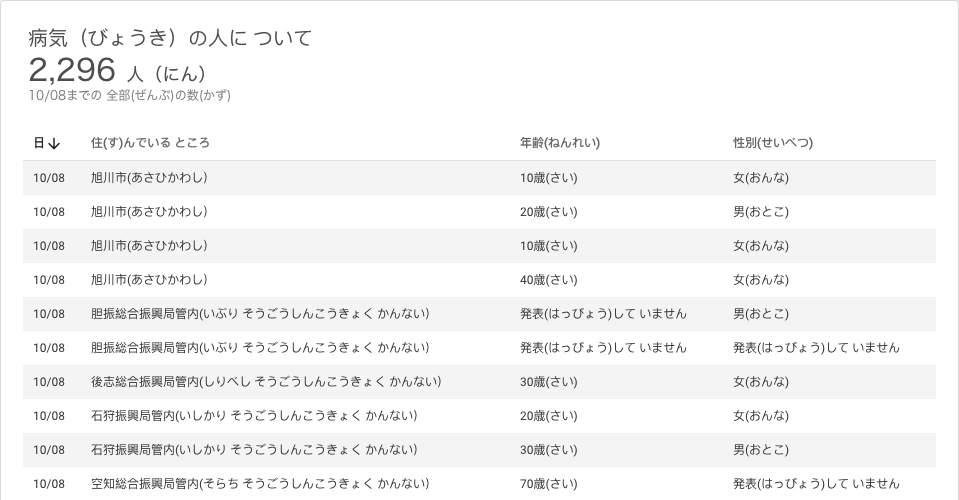 病気（びょうき）の人に ついて
2,296 人（にん）
10/08までの 全部(ぜんぶ)の数(かず)
日↓ 住(す)んでいる ところ 年齢(ねんれい) 性別(せいべつ)
10/08 旭川市(あさひかわし) 10歳(さい) 女(おんな)
10/08 旭川市(あさひかわし) 20歳(さい) 男(おとこ)
10/08 旭川市(あさひかわし) 10歳(さい) 女(おんな)
10/08 旭川市(あさひかわし) 40歳(さい) 女(おんな)
10/08 胆振総合振興局管内(いぶり そうごうしんこうきょく かんない) 発表(はっぴょう)して いません 男(おとこ)
10/08 胆振総合振興局管内(いぶり そうごうしんこうきょく かんない) 発表(はっぴょう)して いません 発表(はっぴょう)して いません
10/08 後志総合振興局管内(しりべし そうごうしんこうきょく かんない) 30歳(さい) 女(おんな)
10/08 石狩振興局管内(いしかり そうごうしんこうきょく かんない) 20歳(さい) 女(おんな)
10/08 石狩振興局管内(いしかり そうごうしんこうきょく かんない) 30歳(さい) 男(おとこ)
10/08 空知総合振興局管内(そらち そうごうしんこうきょく かんない) 70歳(さい) 発表(はっぴょう)して いません